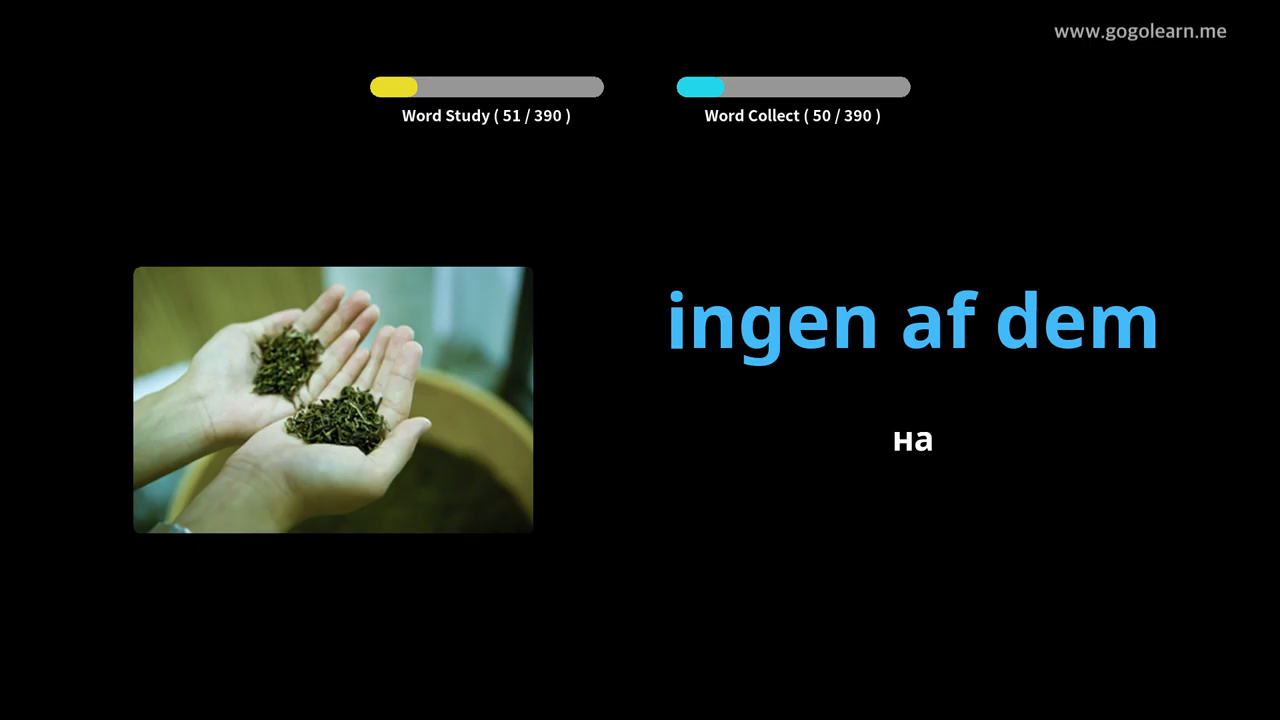 www.gogolearn.me
Word Study ( 51 / 390 )
Word Collect ( 50 / 390 )
ingen af dem
на